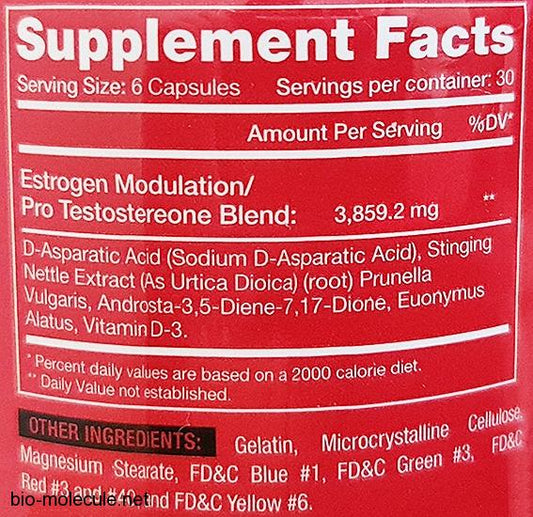 Supplement Facts
Serving Size: 6 Capsules Servings per container: 30
Amount Per Serving %DV*
Estrogen Modulation/
Pro Testostereone Blend: 3,859.2 mg **
D-Asparatic Acid (Sodium D-Asparatic Acid), Stinging
Nettle Extract (As Urtica Dioica) (root) Prunella
Vulgaris, Androsta-3,5-Diene-7,17-Dione, Euonymus
Alatus, Vitamin D-3.
* Percent daily values are based on a 2000 calorie diet.
** Daily Value not established.
OTHER INGREDIENTS: Gelatin, Microcrystalline Cellulose,
Magnesium Stearate, FD&C Blue #1, FD&C Green #3, FD&C
Red #3 and #40 and FD&C Yellow #6.
bio-molecule.net